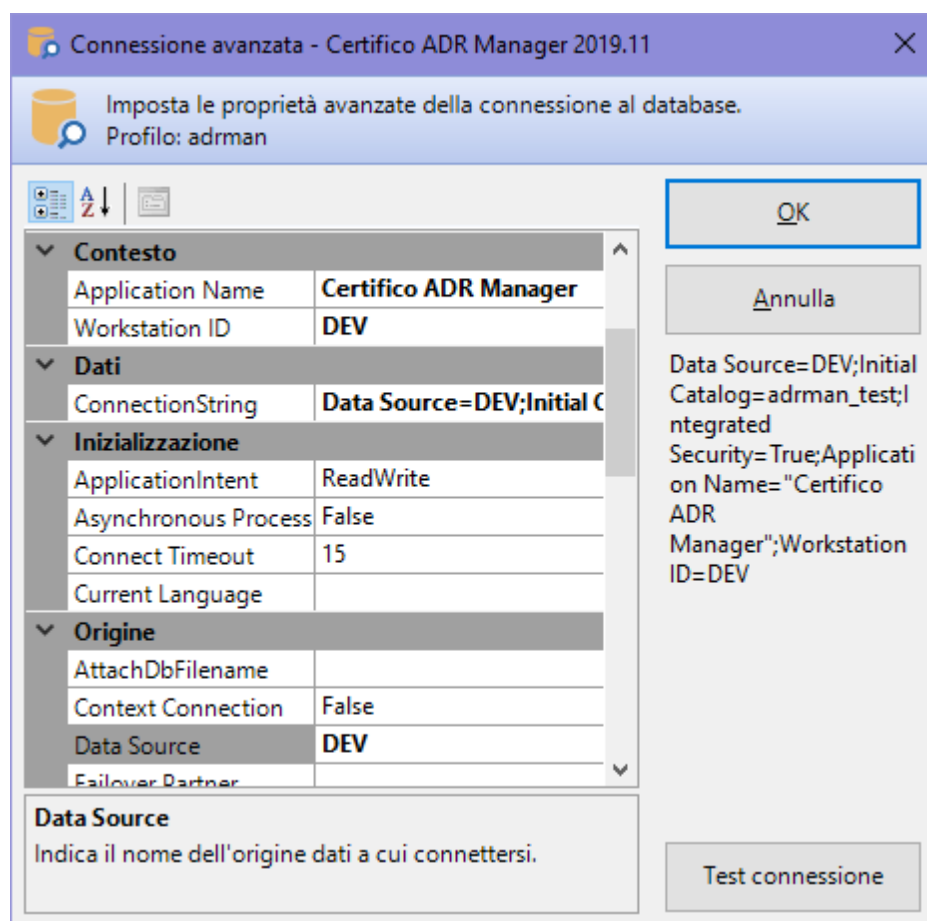 Connessione avanzata - Certifico ADR Manager 2019.11
Imposta le proprietà avanzate della connessione al database.
Profilo: adrman
Contesto
Application Name Certifico ADR Manager
Workstation ID DEV
Dati
ConnectionString Data Source=DEV;Initial C
Inizializzazione
ApplicationIntent ReadWrite
Asynchronous Process False
Connect Timeout 15
Current Language
Origine
AttachDbFilename
Context Connection False
Data Source DEV
Failover Partner
Data Source
Indica il nome dell'origine dati a cui connettersi.
OK
Annulla
Data Source=DEV;Initial
Catalog=adrman_test;I
ntegrated
Security=True;Applicati
on Name="Certifico
ADR
Manager";Workstation
ID=DEV
Test connessione